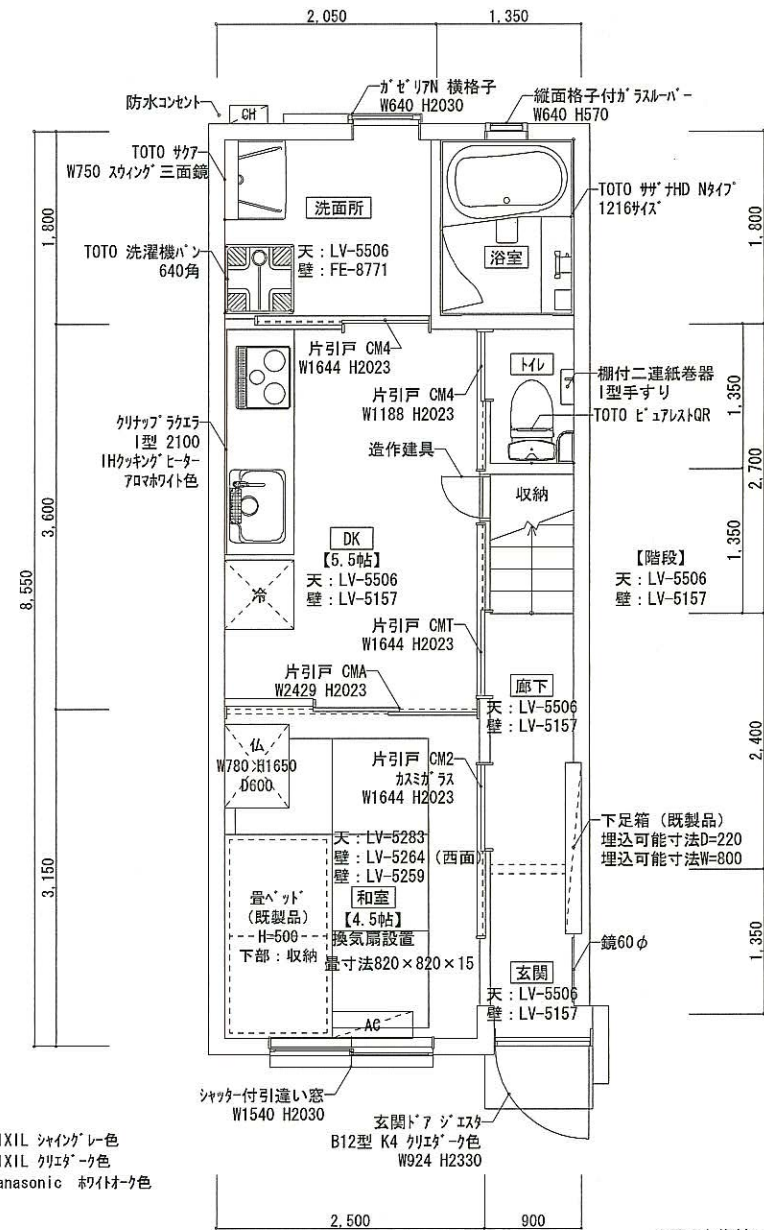 2,050
1,350
防水コンセント
CH
ガゼリアN 横格子
W640 H2030
縦面格子付ガラスルーバー
W640 H570
TOTO サクア
W750 スウィング三面鏡
洗面所
TOTO サザナHD Nタイプ
1216サイズ
浴室
1,800
1,800
TOTO 洗濯機パン
640角
天：LV-5506
壁：FE-8771
片引戸 CM4
W1644 H2023
片引戸 CM4
W1188 H2023
トイレ
棚付二連紙巻器
I型手すり
TOTO ピュアレストQR
1,350
クリナップ ラクエラ
I型 2100
IHクッキングヒーター
アロマホワイト色
造作建具
収納
2,700
3,600
DK
【5.5帖】
天：LV-5506
壁：LV-5157
【階段】
天：LV-5506
壁：LV-5157
1,350
8,550
冷
片引戸 CMT
W1644 H2023
片引戸 CMA
W2429 H2023
廊下
天：LV-5506
壁：LV-5157
2,400
仏
W780×H1650
D600
片引戸 CM2
カスミガラス
W1644 H2023
下足箱（既製品）
埋込可能寸法D=220
埋込可能寸法W=800
天：LV-5283
壁：LV-5264（西面）
壁：LV-5259
3,150
畳ベッド
（既製品）
H=500
下部：収納
和室
【4.5帖】
換気扇設置
畳寸法820×820×15
鏡60φ
1,350
玄関
天：LV-5506
壁：LV-5157
AC
シャッター付引違い窓
W1540 H2030
玄関ドア ジエスタ
B12型 K4 クリエダーク色
W924 H2330
IXIL シャイングレー色
IXIL クリエダーク色
anasonic ホワイトオーク色
2,500
900